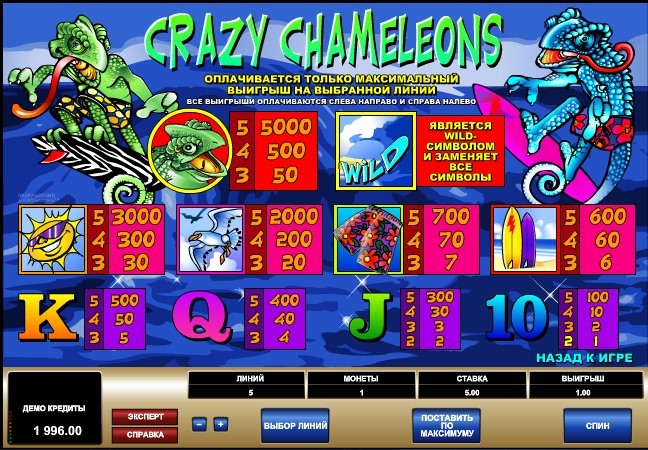 CRAZY CHAMELEONS
ОПЛАЧИВАЕТСЯ ТОЛЬКО МАКСИМАЛЬНЫЙ
ВЫИГРЫШ НА ВЫБРАННОЙ ЛИНИИ
ВСЕ ВЫИГРЫШИ ОПЛАЧИВАЮТСЯ СЛЕВА НАПРАВО И СПРАВА НАЛЕВО
5 5000
4 500
3 50
WILD
ЯВЛЯЕТСЯ
WILD-
СИМВОЛОМ
И ЗАМЕНЯЕТ
ВСЕ
СИМВОЛЫ
5 3000
4 300
3 30
5 2000
4 200
3 20
5 700
4 70
3 7
5 600
4 60
3 6
K
5 500
4 50
3 5
Q
5 400
4 40
3 4
J
5 300
4 30
3 3
2 2
10
5 100
4 10
3 2
2 1
НАЗАД К ИГРЕ
ДЕМО КРЕДИТЫ
1 996.00
ЭКСПЕРТ
СПРАВКА
ЛИНИЙ
5
МОНЕТЫ
1
СТАВКА
5.00
ВЫИГРЫШ
1.00
- +
ВЫБОР ЛИНИЙ
ПОСТАВИТЬ
ПО
МАКСИМУМУ
СПИН